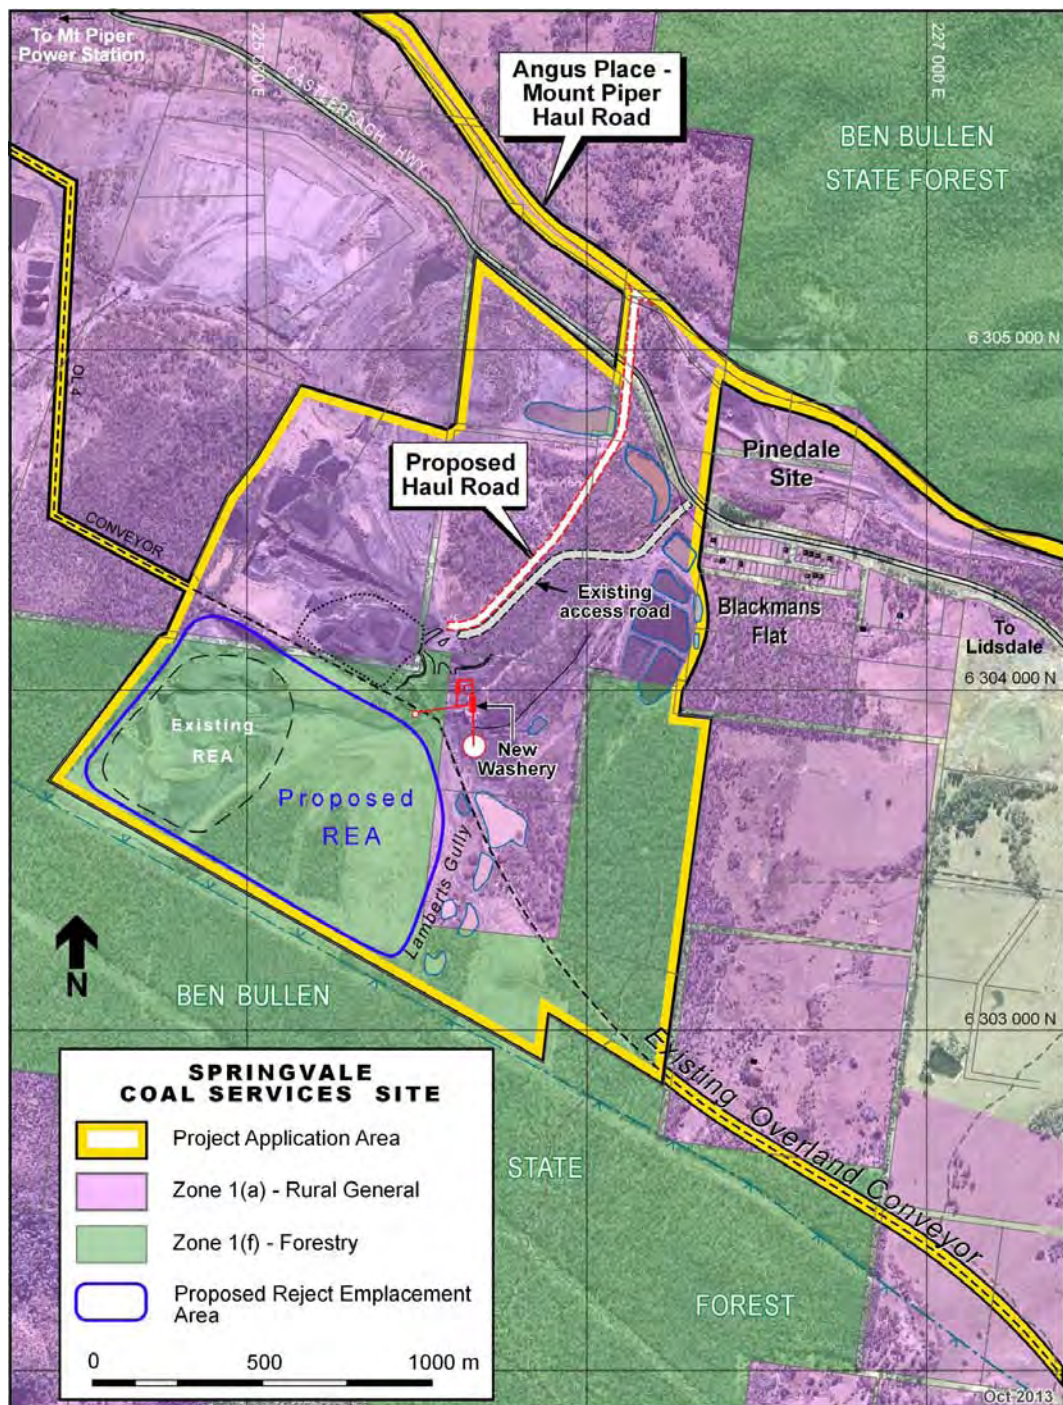 To Mt Piper
Power Station
225 000 E
227 000 E
CASTLEREAGH HWY
Angus Place -
Mount Piper
Haul Road
BEN BULLEN
STATE FOREST
6 305 000 N
OL 4
Proposed
Haul Road
Pinedale
Site
CONVEYOR
Existing
access road
Blackmans
Flat
To
Lidsdale
6 304 000 N
Existing
REA
New
Washery
Proposed
REA
Lamberts Gully
N
BEN BULLEN
6 303 000 N
Existing Overland Conveyor
STATE
FOREST
SPRINGVALE
COAL SERVICES SITE
Project Application Area
Zone 1(a) - Rural General
Zone 1(f) - Forestry
Proposed Reject Emplacement
Area
0 500 1000 m
Oct 2013